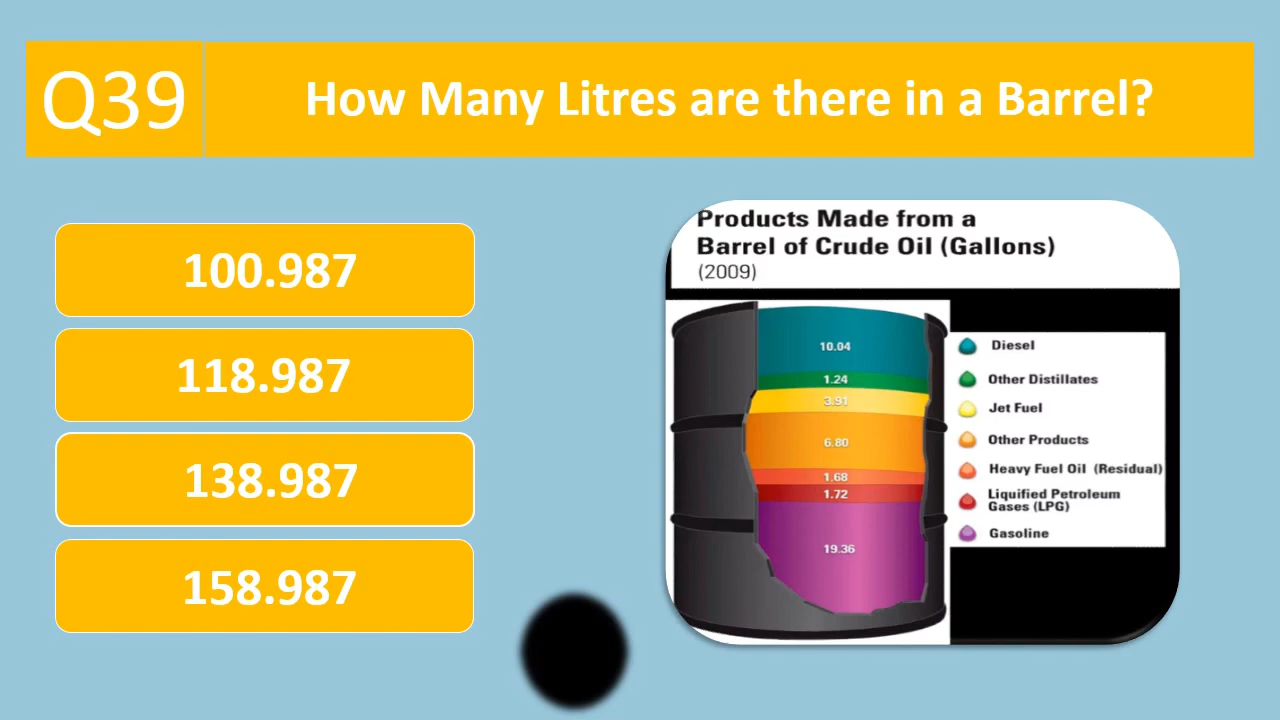 Q39
How Many Litres are there in a Barrel?
100.987
118.987
138.987
158.987
Products Made from a
Barrel of Crude Oil (Gallons)
(2009)
10.04
1.24
3.91
6.80
1.68
1.72
19.36
Diesel
Other Distillates
Jet Fuel
Other Products
Heavy Fuel Oil (Residual)
Liquified Petroleum
Gases (LPG)
Gasoline